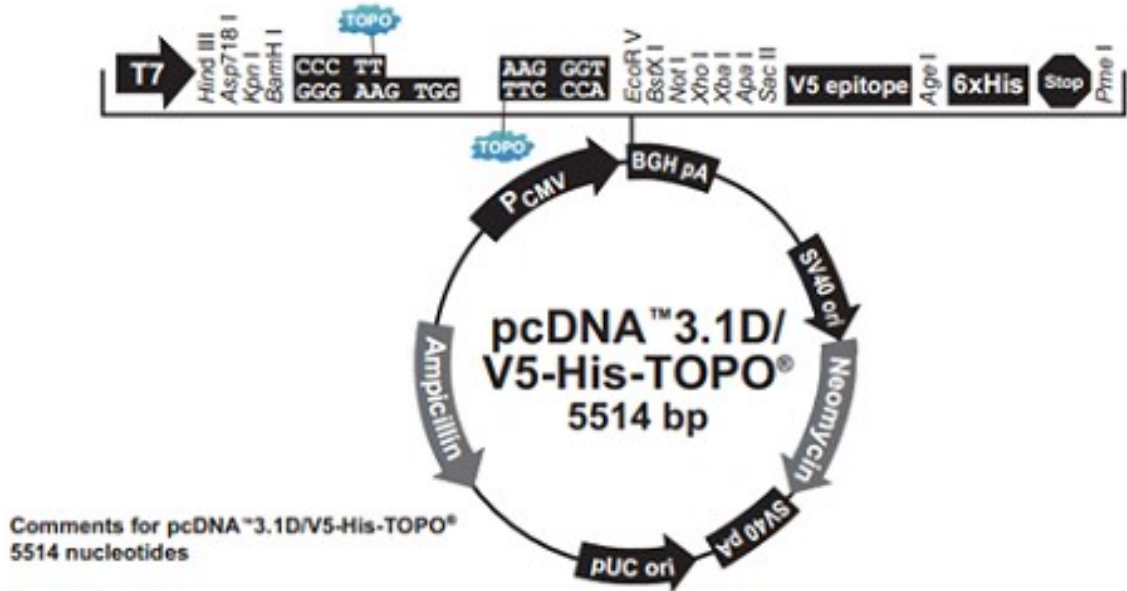 TOPO
T7
Hind III
Asp718 I
Kpn I
BamH I
CCC TT
GGG AAG TGG
AAG GGT
TTC CCA
TOPO
EcoR V
BstX I
Not I
Xho I
Xba I
Apa I
Sac II
V5 epitope
Age I
6xHis
Stop
Pme I
PCMV
BGH pA
SV40 ori
Neomycin
SV40 pA
pUC ori
Ampicillin
pcDNA™3.1D/
V5-His-TOPO®
5514 bp
Comments for pcDNA™3.1D/V5-His-TOPO®
5514 nucleotides